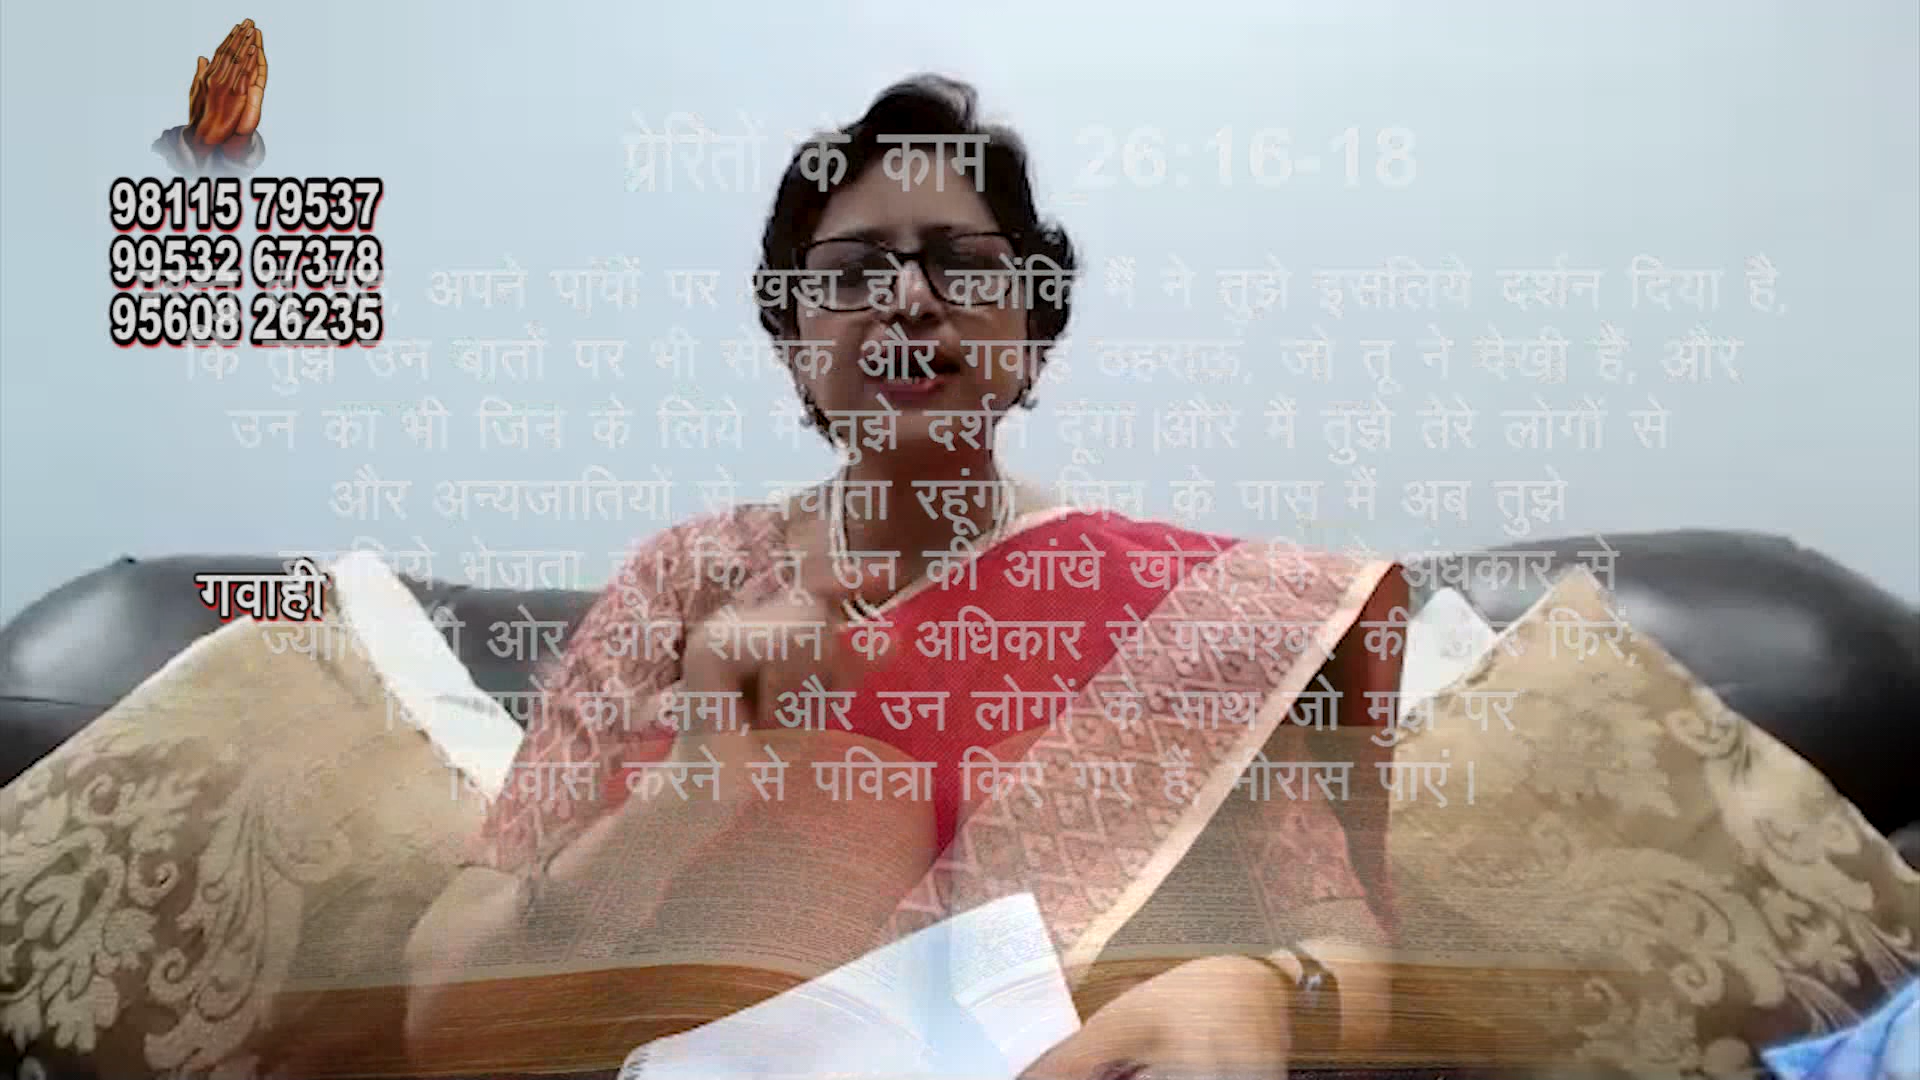 98115 79537
99532 67378
95608 26235
प्रेरितों के काम 26:16-18
अपने पांवों पर खड़ा हो, क्योंकि मैं ने तुझे इसलिये दर्शन दिया है,
कि तुझे उन बातों पर भी सेवक और गवाह ठहराऊं, जो तू ने देखी हैं, और
उन का भी जिन के लिये मैं तुझे दर्शन दूंगा।और मैं तुझे तेरे लोगों से
और अन्यजातियों से बचाता रहूंगा, जिन के पास मैं अब तुझे
भेजता हूं। कि तू उन की आंखे खोले, कि वे अंधकार से
गवाही
ज्योति की ओर, और शैतान के अधिकार से परमेश्वर की ओर फिरें;
कि पापों की क्षमा, और उन लोगों के साथ जो मुझ पर
विश्वास करने से पवित्रा किए गए हैं, मीरास पाएं।